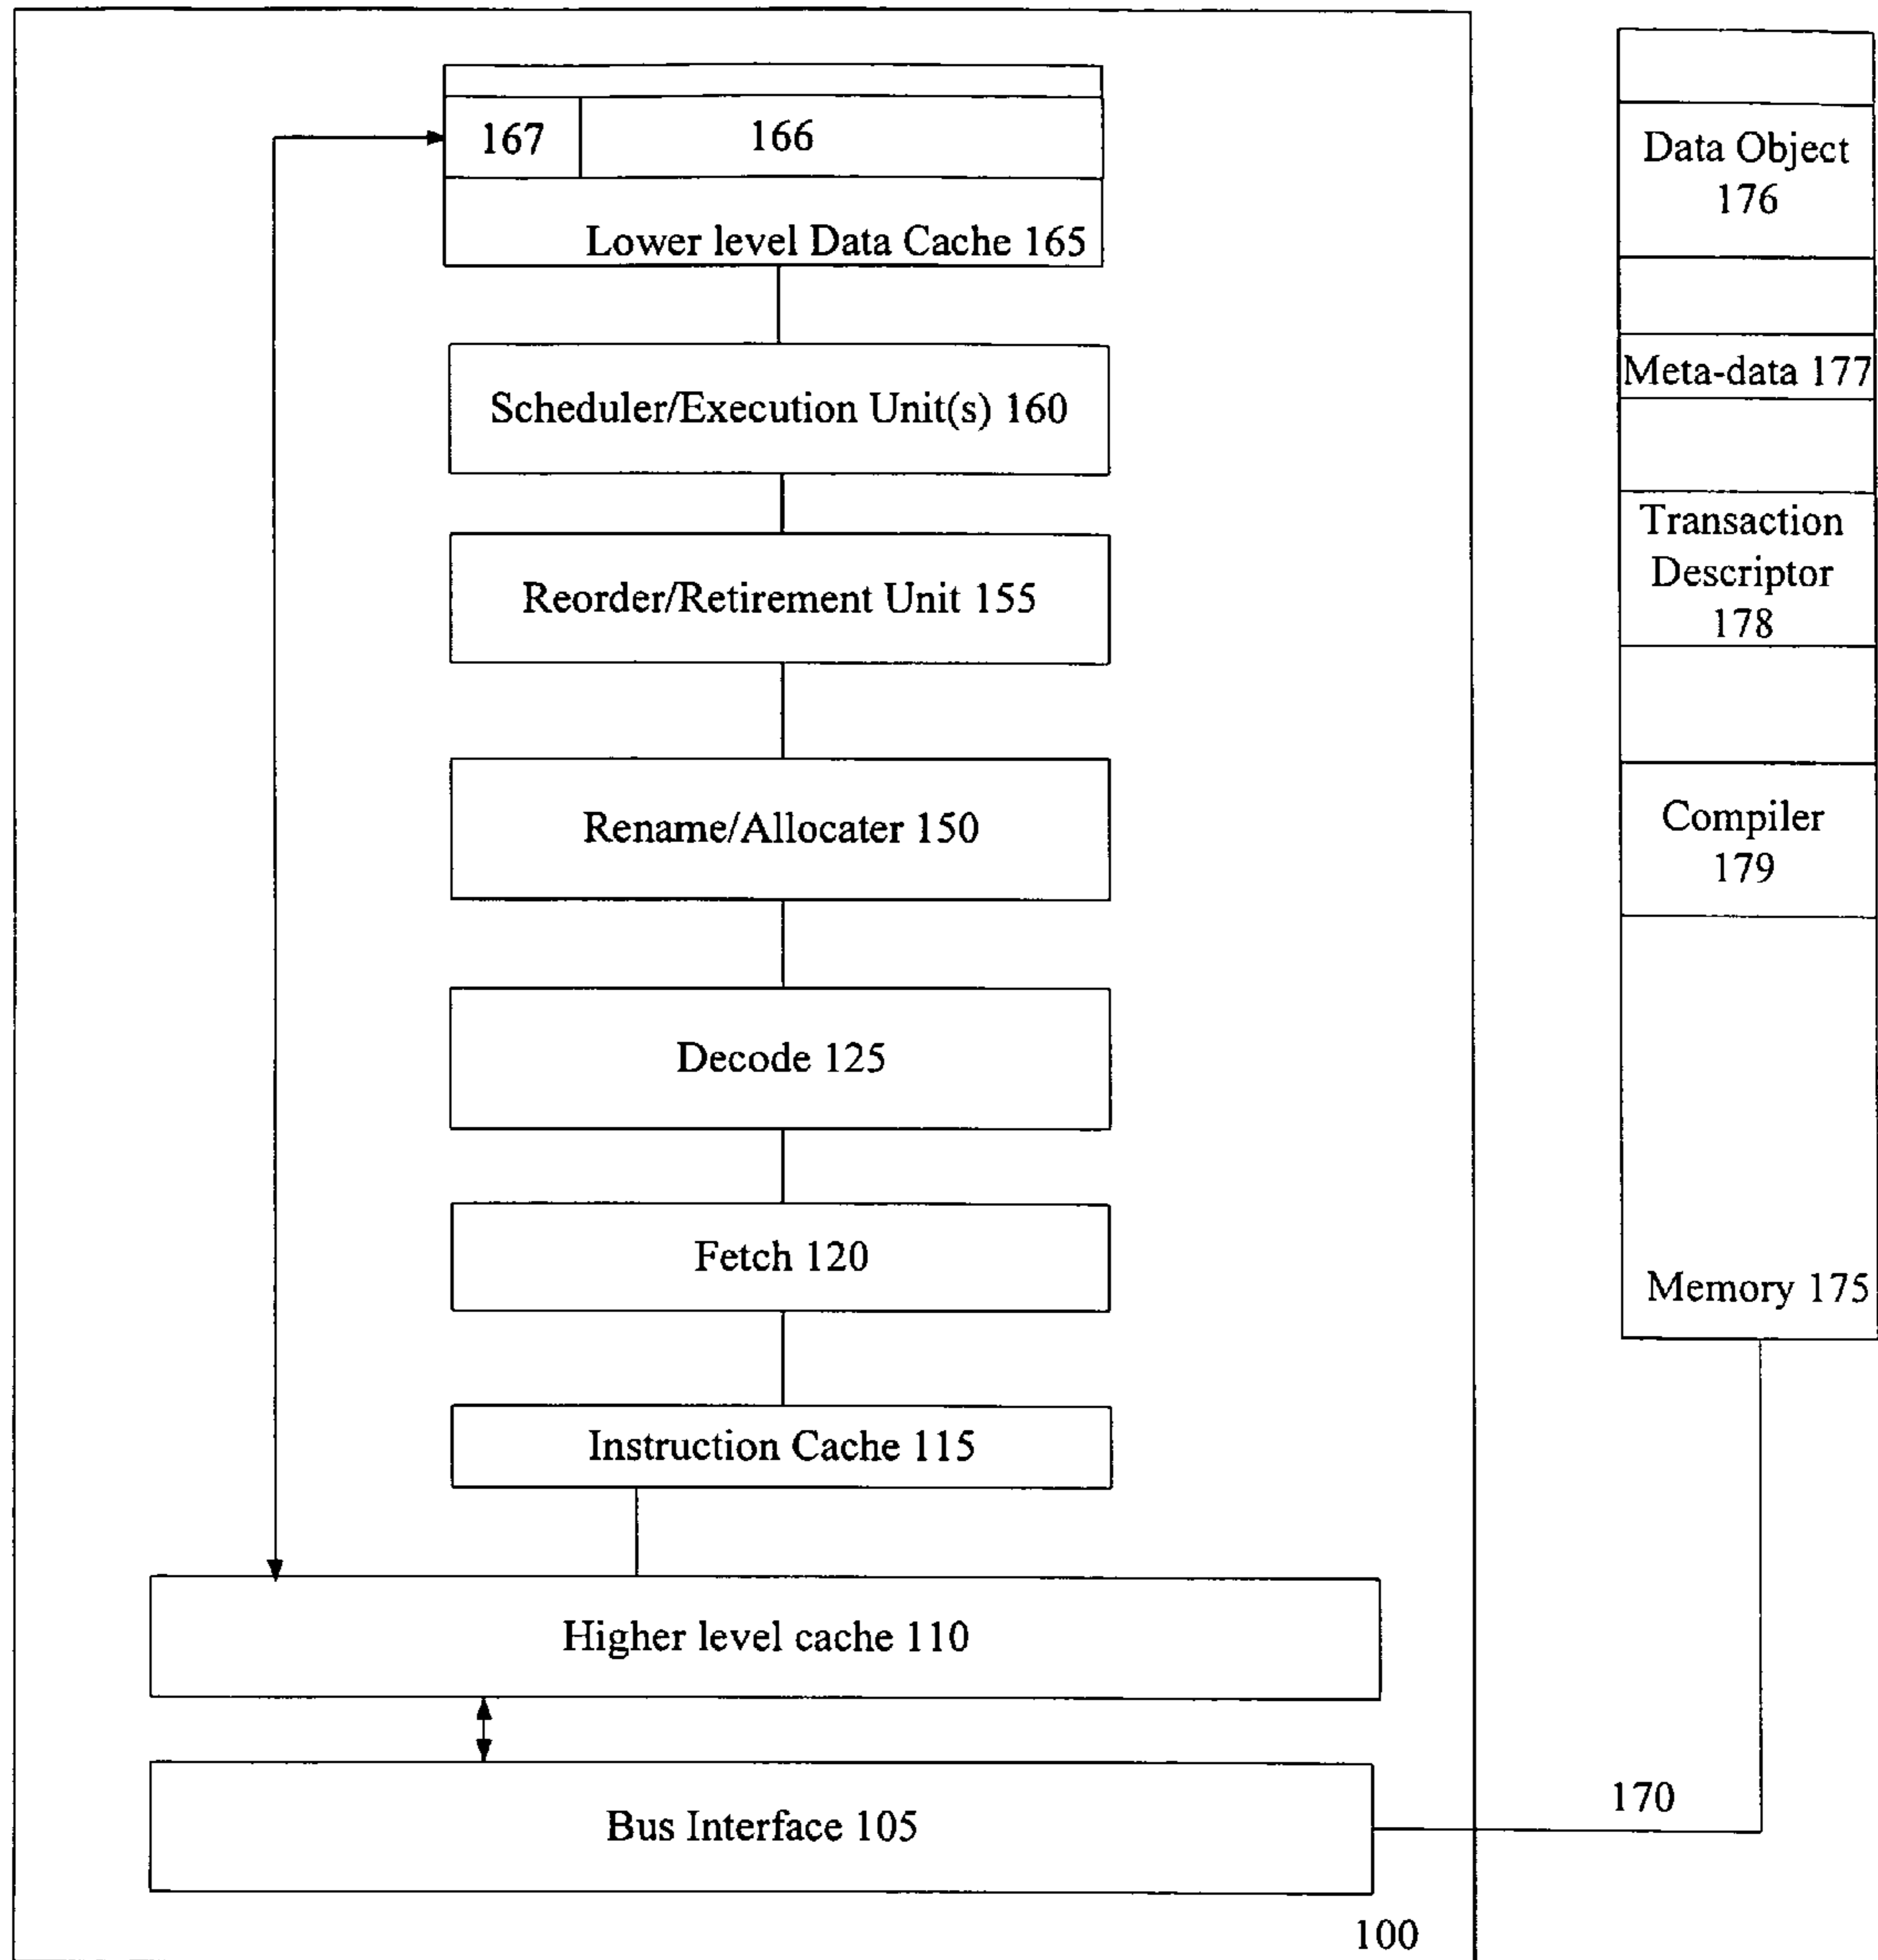 167
166
Lower level Data Cache 165
Scheduler/Execution Unit(s) 160
Reorder/Retirement Unit 155
Rename/Allocater 150
Decode 125
Fetch 120
Instruction Cache 115
Higher level cache 110
Bus Interface 105
100
170
Data Object
176
Meta-data 177
Transaction
Descriptor
178
Compiler
179
Memory 175